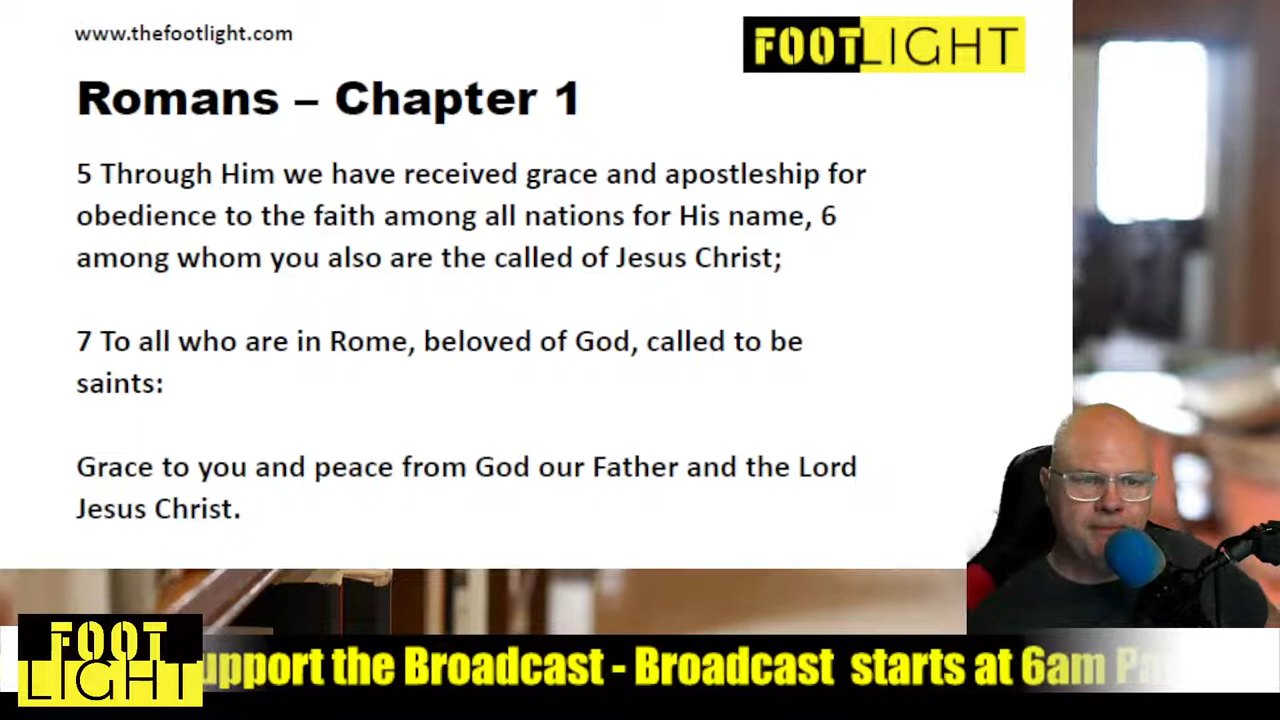 www.thefootlight.com
FOOTLIGHT
Romans – Chapter 1
5 Through Him we have received grace and apostleship for
obedience to the faith among all nations for His name, 6
among whom you also are the called of Jesus Christ;
7 To all who are in Rome, beloved of God, called to be
saints:
Grace to you and peace from God our Father and the Lord
Jesus Christ.
FOOT
LIGHT
the Broadcast - Broadcast starts at 6am